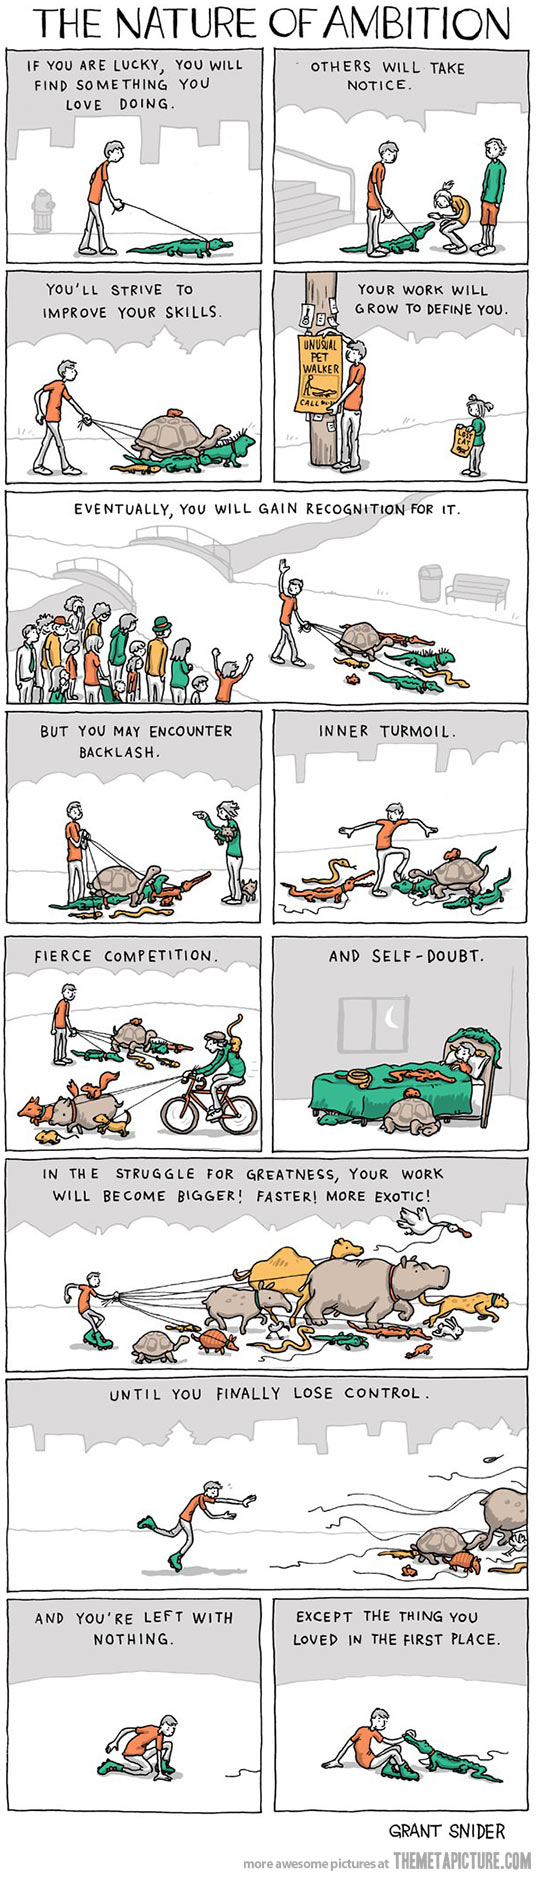 THE NATURE OF AMBITION
IF YOU ARE LUCKY, YOU WILL
FIND SOMETHING YOU
LOVE DOING.
OTHERS WILL TAKE
NOTICE.
YOU'LL STRIVE TO
IMPROVE YOUR SKILLS.
YOUR WORK WILL
GROW TO DEFINE YOU.
UNUSUAL
PET
WALKER
CALL
LOST
CAT
EVENTUALLY, YOU WILL GAIN RECOGNITION FOR IT.
BUT YOU MAY ENCOUNTER
BACKLASH.
INNER TURMOIL.
FIERCE COMPETITION.
AND SELF-DOUBT.
IN THE STRUGGLE FOR GREATNESS, YOUR WORK
WILL BECOME BIGGER! FASTER! MORE EXOTIC!
UNTIL YOU FINALLY LOSE CONTROL.
AND YOU'RE LEFT WITH
NOTHING.
EXCEPT THE THING YOU
LOVED IN THE FIRST PLACE.
GRANT SNIDER
more awesome pictures at THEMETAPICTURE.COM